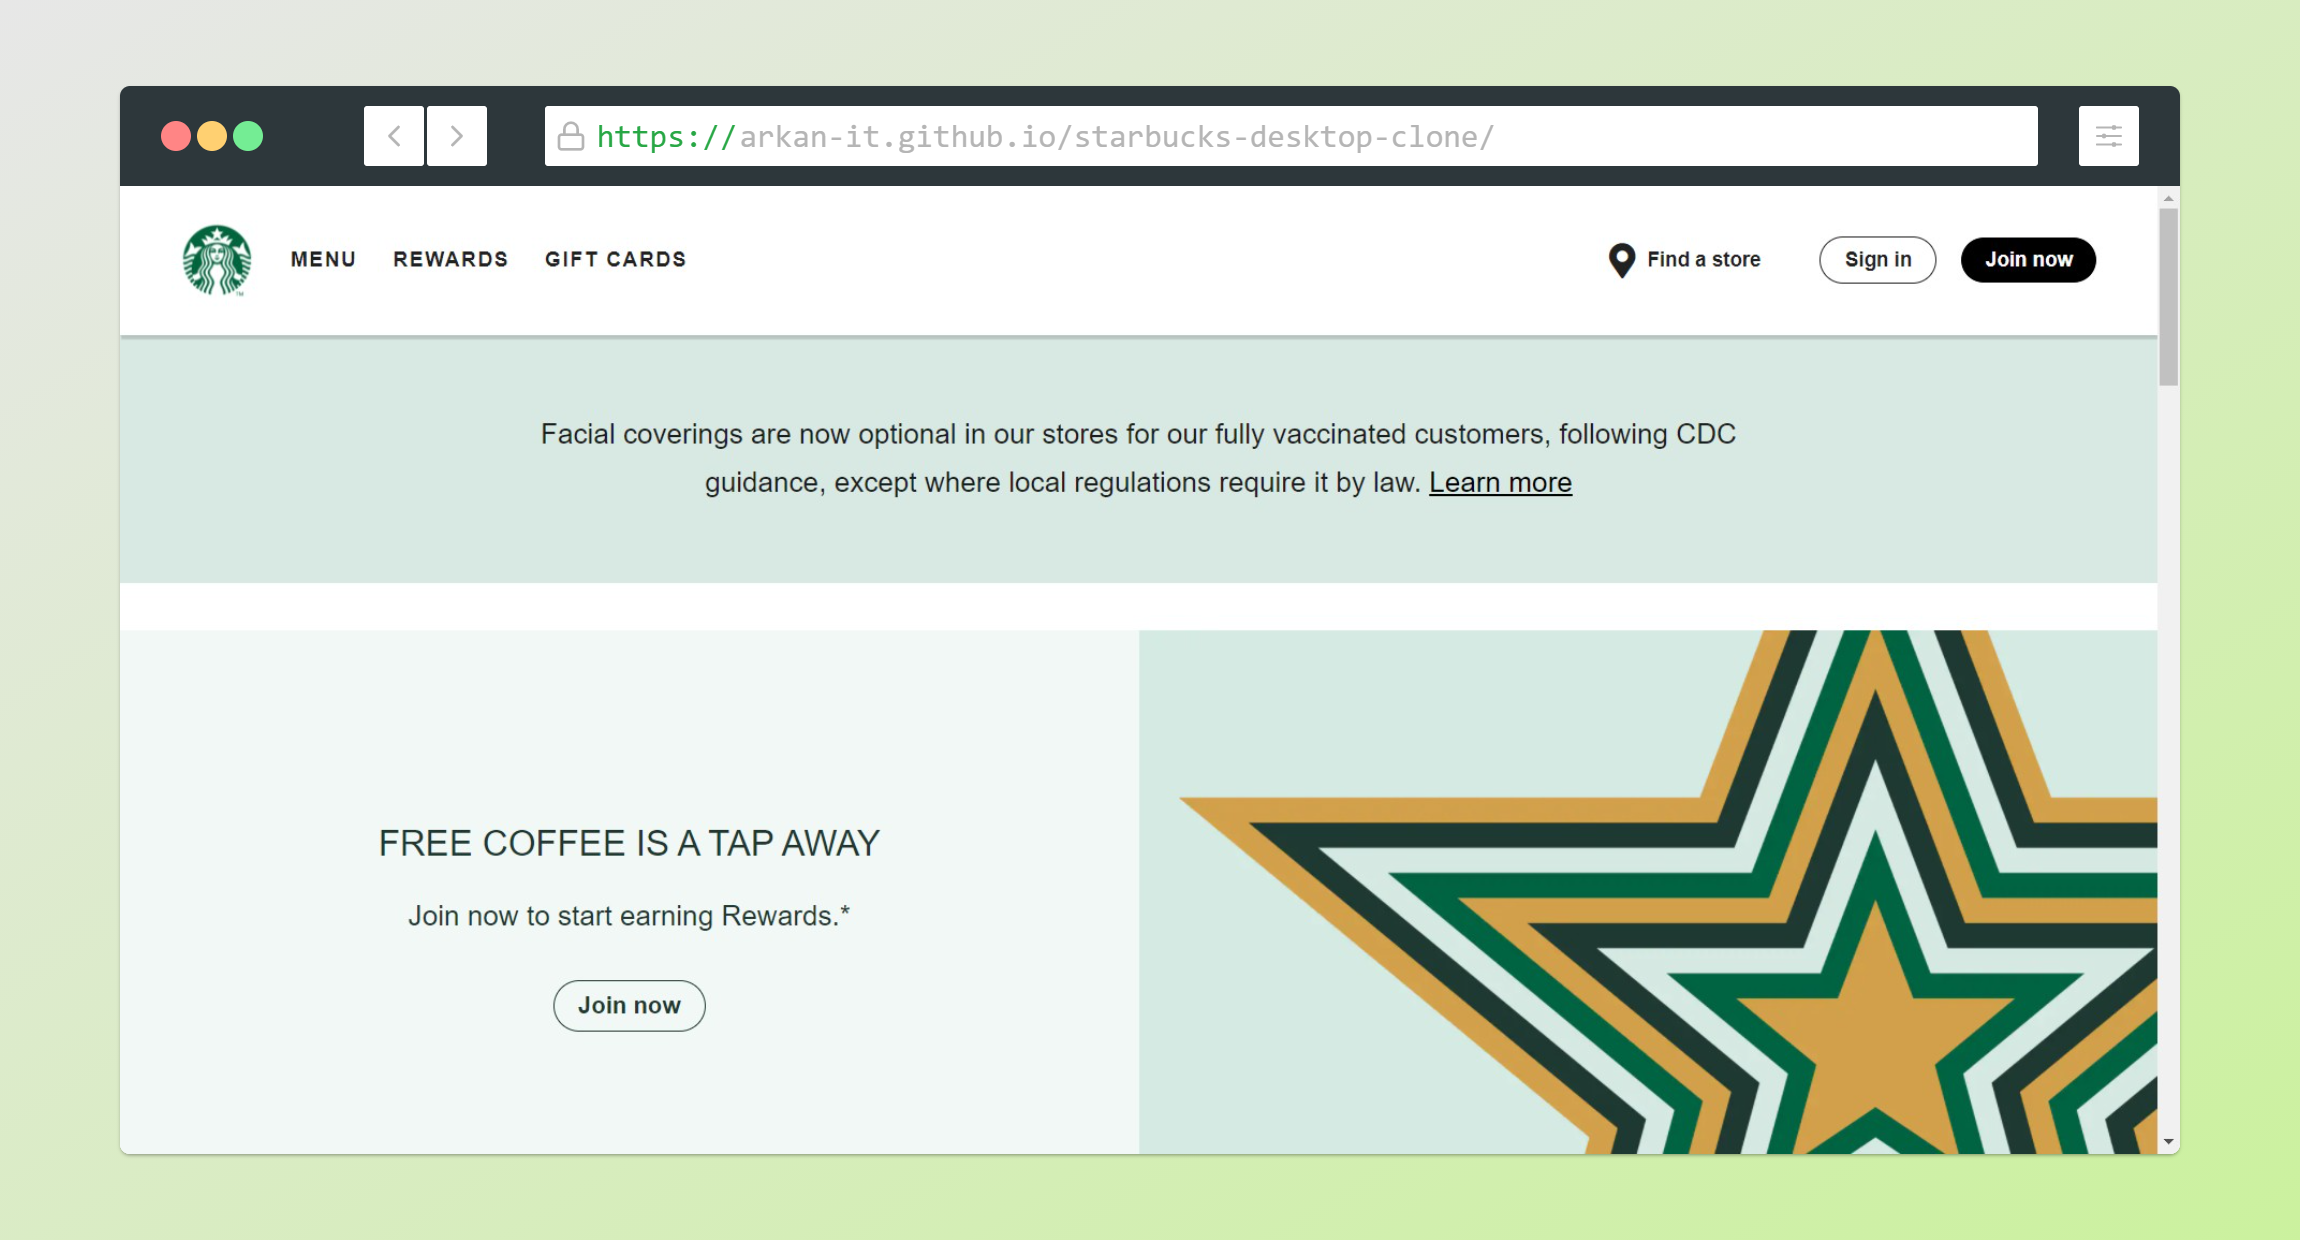 https://arkan-it.github.io/starbucks-desktop-clone/
MENU REWARDS GIFT CARDS Find a store Sign in Join now
TM
Facial coverings are now optional in our stores for our fully vaccinated customers, following CDC
guidance, except where local regulations require it by law. Learn more
FREE COFFEE IS A TAP AWAY
Join now to start earning Rewards.*
Join now